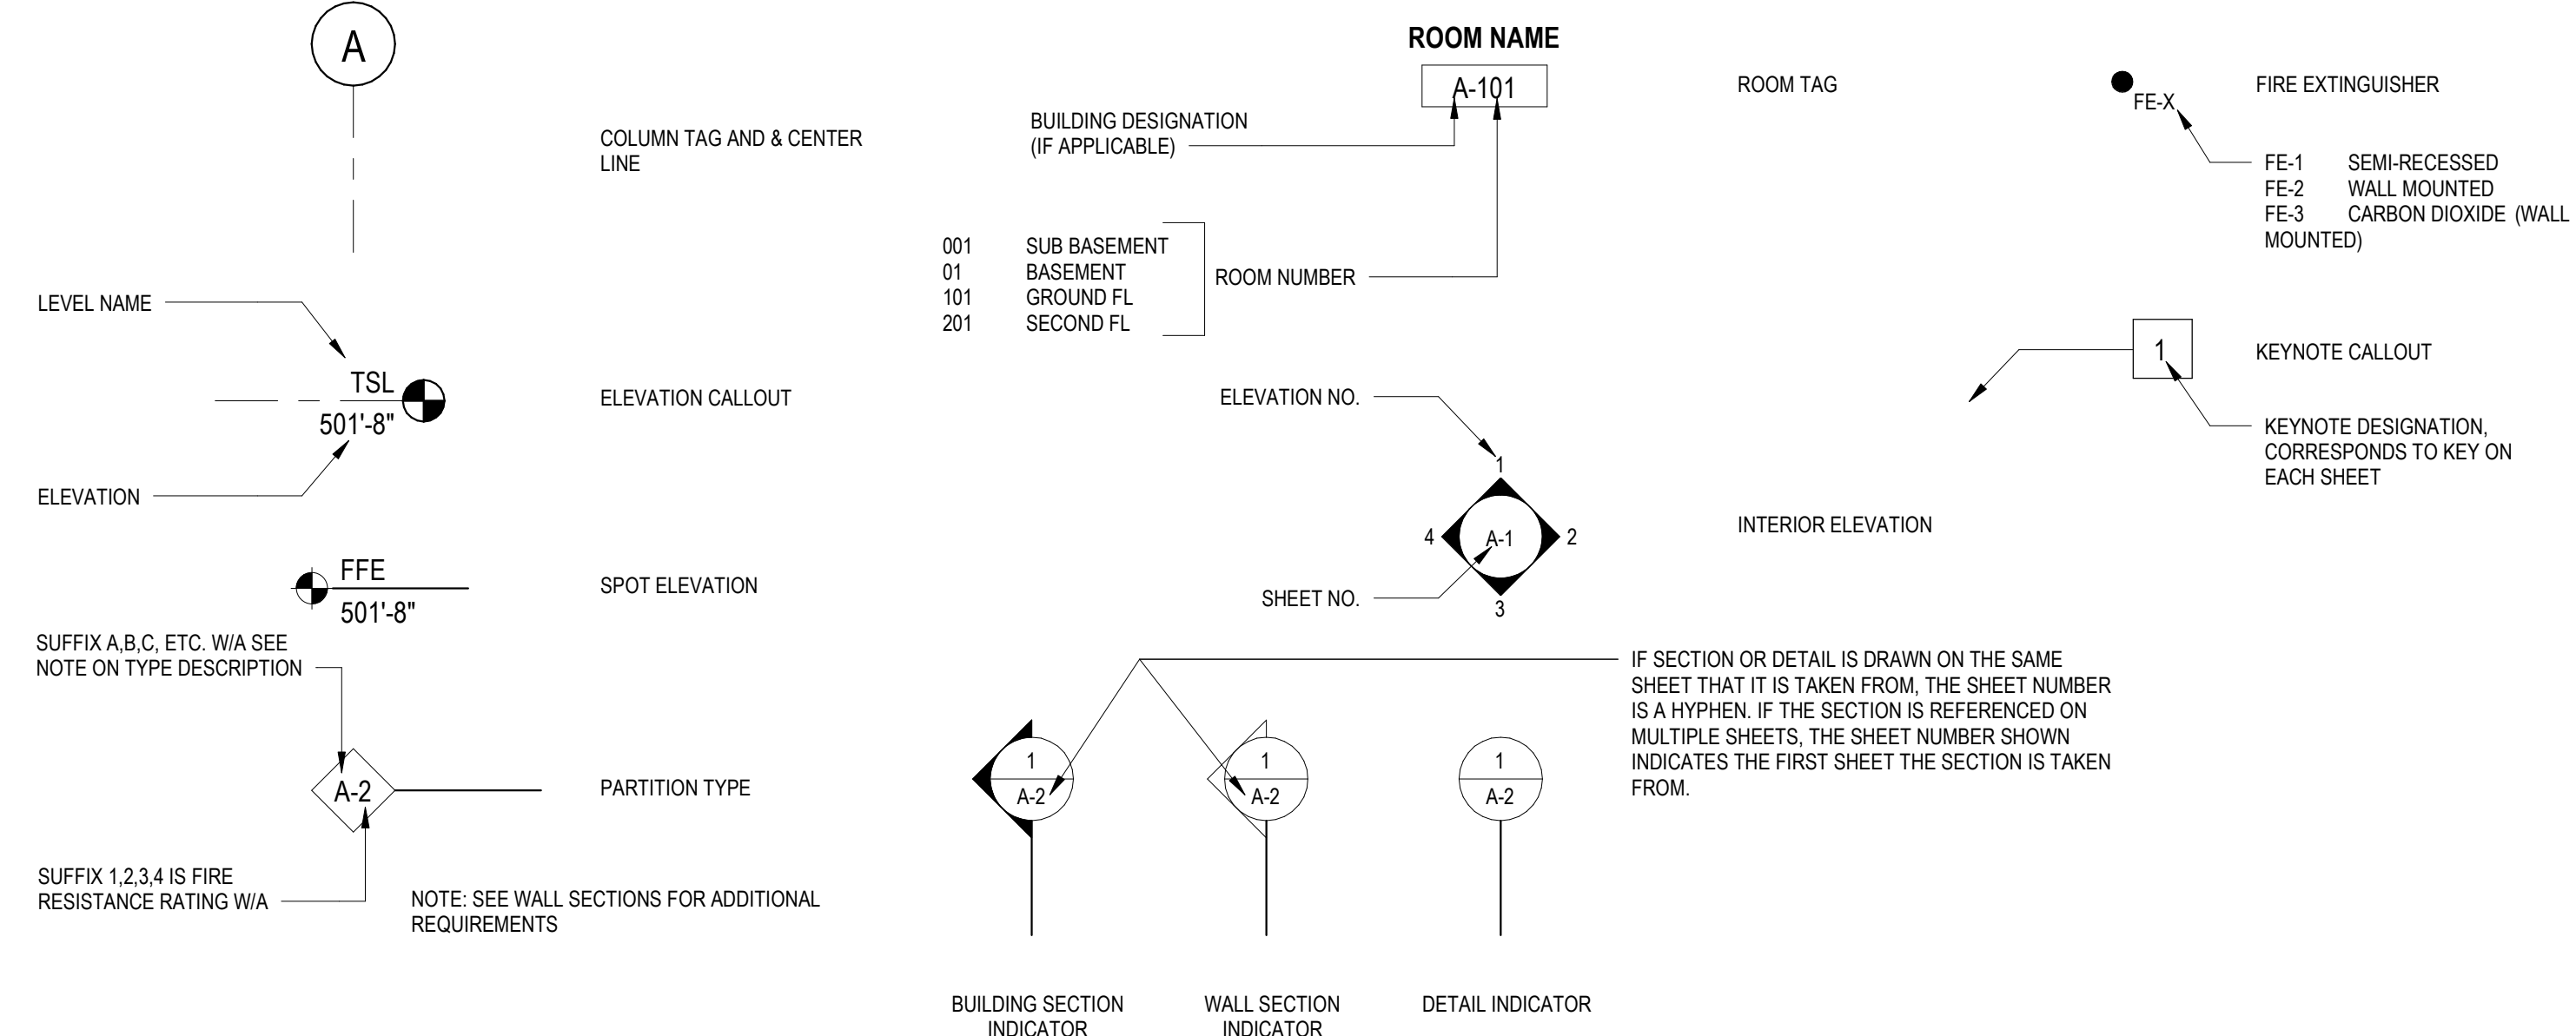 A
COLUMN TAG AND & CENTER
LINE
LEVEL NAME
TSL
501'-8"
ELEVATION CALLOUT
ELEVATION
FFE
501'-8"
SPOT ELEVATION
SUFFIX A,B,C, ETC. W/A SEE
NOTE ON TYPE DESCRIPTION
A-2
PARTITION TYPE
SUFFIX 1,2,3,4 IS FIRE
RESISTANCE RATING W/A
NOTE: SEE WALL SECTIONS FOR ADDITIONAL
REQUIREMENTS
ROOM NAME
A-101
ROOM TAG
BUILDING DESIGNATION
(IF APPLICABLE)
001 SUB BASEMENT
01 BASEMENT
101 GROUND FL
201 SECOND FL
ROOM NUMBER
ELEVATION NO.
1
4
A-1
2
3
INTERIOR ELEVATION
SHEET NO.
IF SECTION OR DETAIL IS DRAWN ON THE SAME
SHEET THAT IT IS TAKEN FROM, THE SHEET NUMBER
IS A HYPHEN. IF THE SECTION IS REFERENCED ON
MULTIPLE SHEETS, THE SHEET NUMBER SHOWN
INDICATES THE FIRST SHEET THE SECTION IS TAKEN
FROM.
1
A-2
1
A-2
1
A-2
BUILDING SECTION
INDICATOR
WALL SECTION
INDICATOR
DETAIL INDICATOR
FE-X
FIRE EXTINGUISHER
FE-1 SEMI-RECESSED
FE-2 WALL MOUNTED
FE-3 CARBON DIOXIDE (WALL
MOUNTED)
1
KEYNOTE CALLOUT
KEYNOTE DESIGNATION,
CORRESPONDS TO KEY ON
EACH SHEET